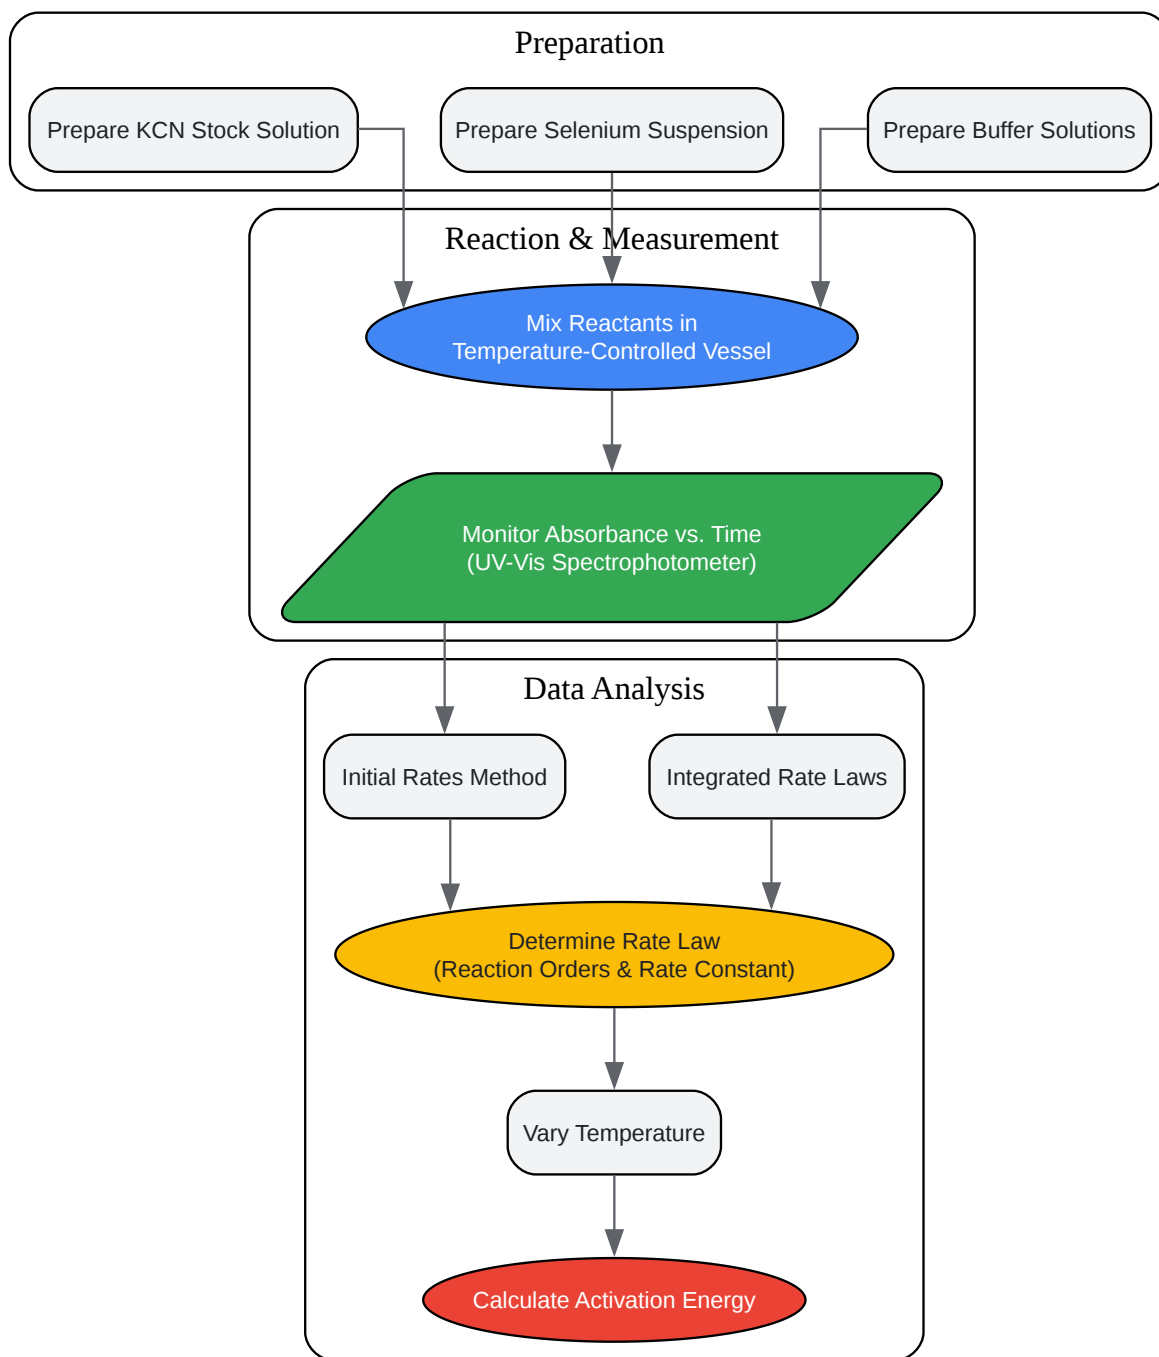 Preparation
Prepare KCN Stock Solution
Prepare Selenium Suspension
Prepare Buffer Solutions
Reaction & Measurement
Mix Reactants in
Temperature-Controlled Vessel
Monitor Absorbance vs. Time
(UV-Vis Spectrophotometer)
Data Analysis
Initial Rates Method
Integrated Rate Laws
Determine Rate Law
(Reaction Orders & Rate Constant)
Vary Temperature
Calculate Activation Energy